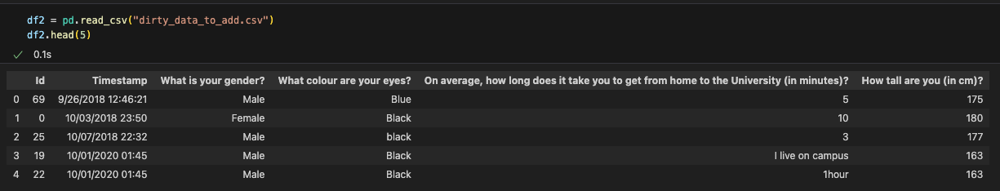 df2 = pd.read_csv("dirty_data_to_add.csv")
df2.head(5)
0.1s
Id Timestamp What is your gender? What colour are your eyes? On average, how long does it take you to get from home to the University (in minutes)? How tall are you (in cm)?
0 69 9/26/2018 12:46:21 Male Blue 5 175
1 0 10/03/2018 23:50 Female Black 10 180
2 25 10/07/2018 22:32 Male black 3 177
3 19 10/01/2020 01:45 Male Black I live on campus 163
4 22 10/01/2020 01:45 Male Black 1hour 163